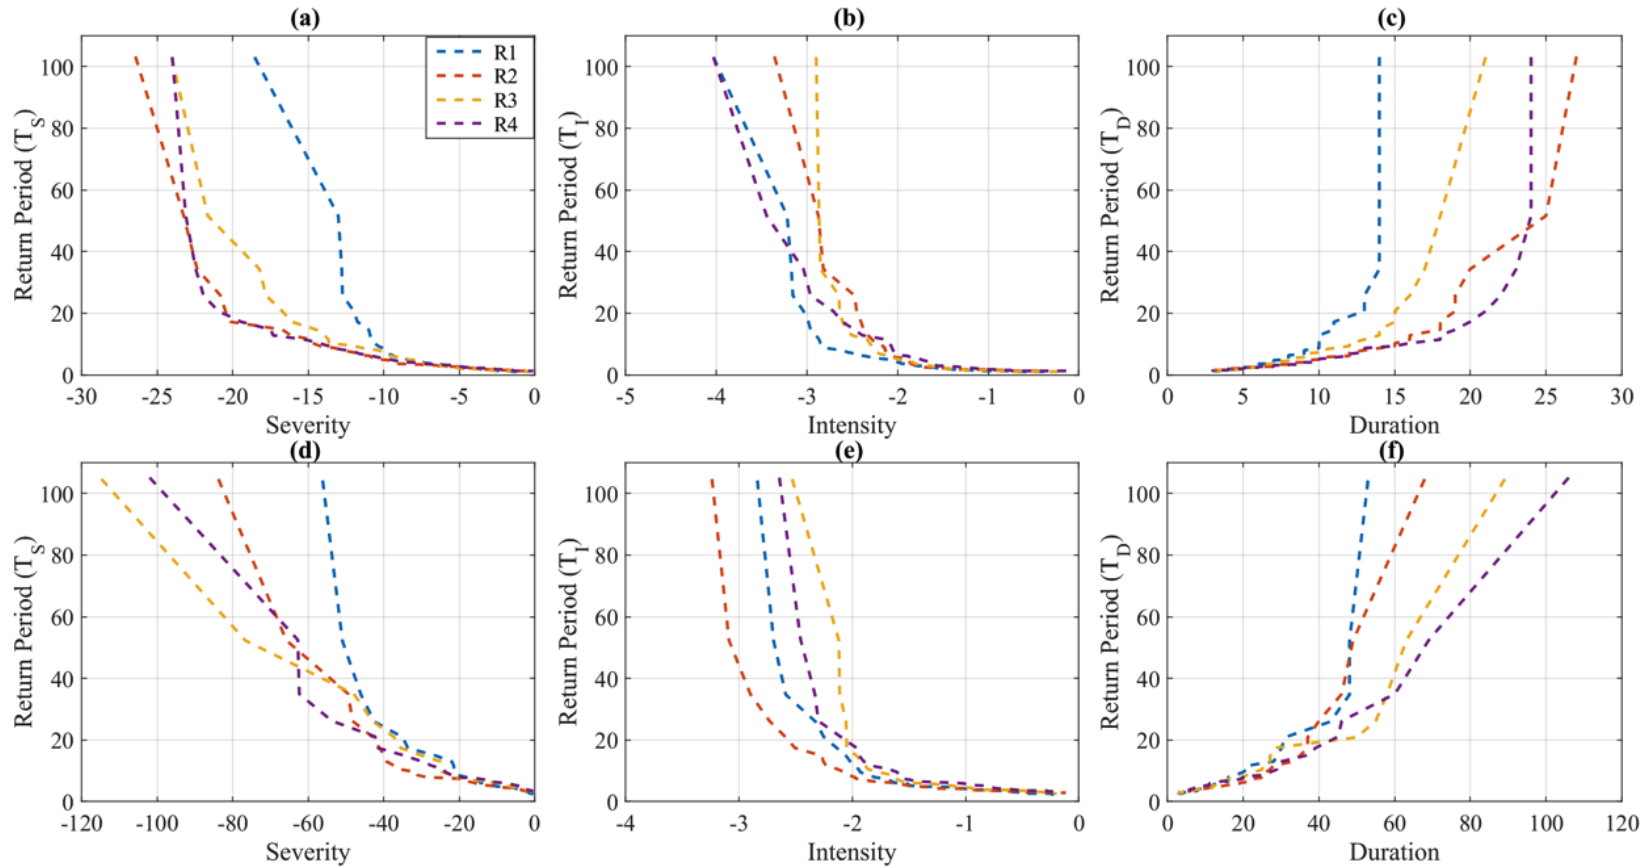 (a)
(b)
(c)
Return Period (T_S)
100
80
60
40
20
0
-30 -25 -20 -15 -10 -5 0
Severity
R1
R2
R3
R4
Return Period (T_I)
100
80
60
40
20
0
-5 -4 -3 -2 -1 0
Intensity
Return Period (T_D)
100
80
60
40
20
0
0 5 10 15 20 25 30
Duration
(d)
(e)
(f)
Return Period (T_S)
100
80
60
40
20
0
-120 -100 -80 -60 -40 -20 0
Severity
Return Period (T_I)
100
80
60
40
20
0
-4 -3 -2 -1 0
Intensity
Return Period (T_D)
100
80
60
40
20
0
0 20 40 60 80 100 120
Duration